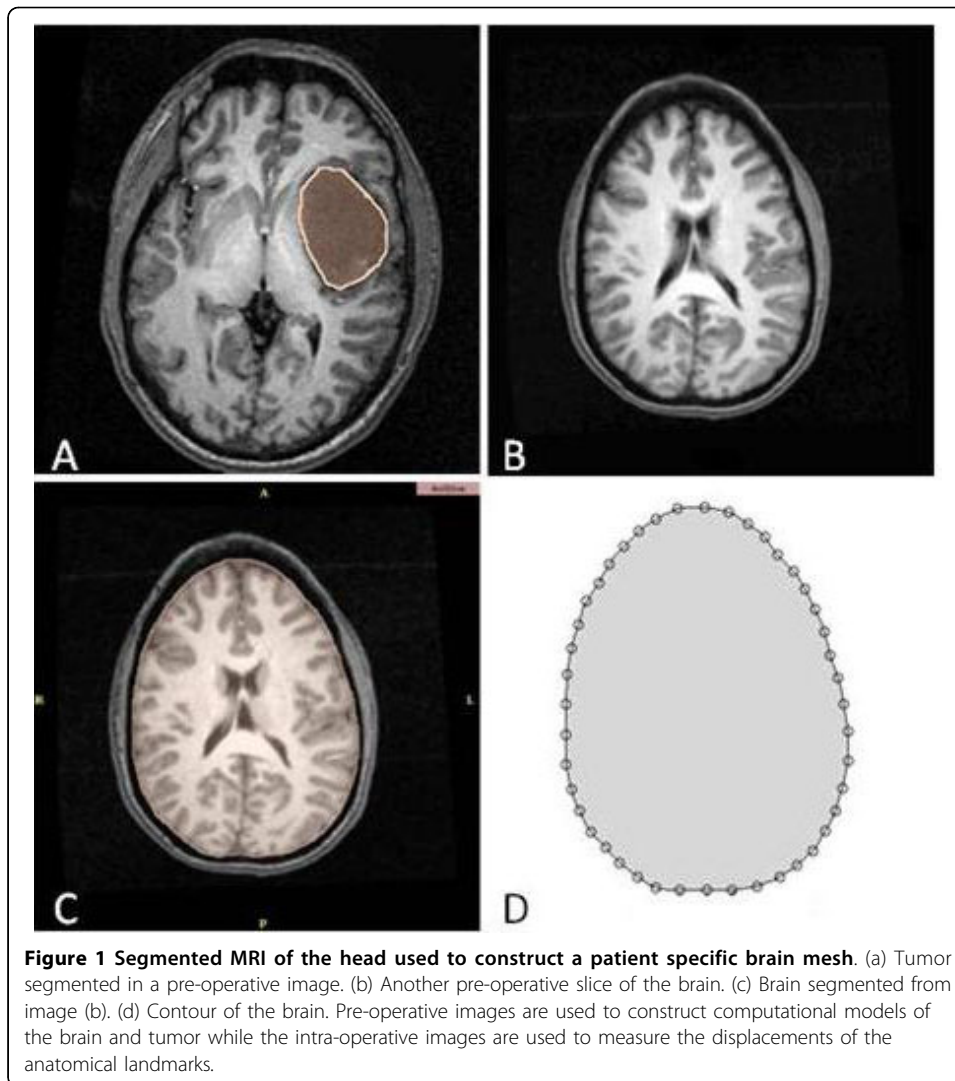 A
B
A
R
L
C
P
D
Figure 1 Segmented MRI of the head used to construct a patient specific brain mesh. (a) Tumor
segmented in a pre-operative image. (b) Another pre-operative slice of the brain. (c) Brain segmented from
image (b). (d) Contour of the brain. Pre-operative images are used to construct computational models of
the brain and tumor while the intra-operative images are used to measure the displacements of the
anatomical landmarks.